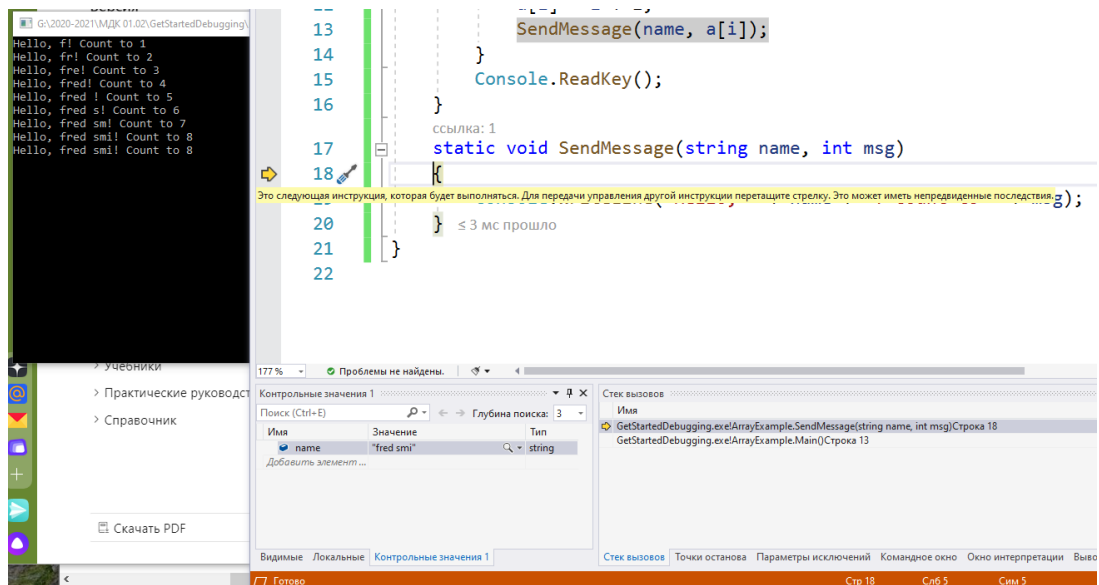 G:\2020-2021\МДК 01.02\GetStartedDebugging\
Hello, f! Count to 1
Hello, fr! Count to 2
Hello, fre! Count to 3
Hello, fred! Count to 4
Hello, fred ! Count to 5
Hello, fred s! Count to 6
Hello, fred sm! Count to 7
Hello, fred smi! Count to 8
Hello, fred smi! Count to 8
13 SendMessage(name, a[i]);
14 }
15 Console.ReadKey();
16 }
ссылка: 1
17 static void SendMessage(string name, int msg)
18 {
Это следующая инструкция, которая будет выполняться. Для передачи управления другой инструкции перетащите стрелку. Это может иметь непредвиденные последствия.
g);
20 } ≤ 3 мс прошло
21 }
22
Учебники
Практические руководст
Справочник
Скачать PDF
177 % Проблемы не найдены.
Контрольные значения 1
Поиск (Ctrl+E) Глубина поиска: 3
Имя Значение Тип
name "fred smi" string
Добавить элемент ...
Видимые Локальные Контрольные значения 1
Стек вызовов
Имя
GetStartedDebugging.exe!ArrayExample.SendMessage(string name, int msg)Строка 18
GetStartedDebugging.exe!ArrayExample.Main()Строка 13
Стек вызовов Точки останова Параметры исключений Командное окно Окно интерпретации Выво
Готово Стр 18 Слб 5 Сим 5